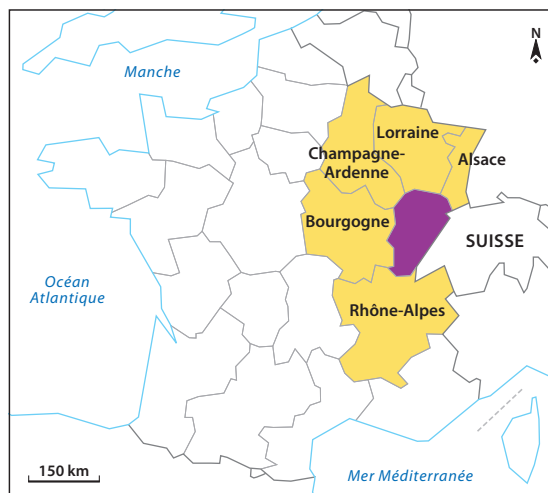 N
Manche
Lorraine
Champagne-
Ardenne
Alsace
Bourgogne
SUISSE
Océan
Atlantique
Rhône-Alpes
150 km
Mer Méditerranée